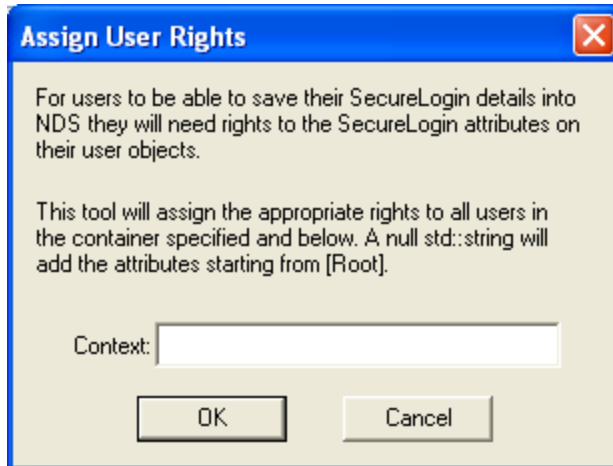 Assign User Rights
For users to be able to save their SecureLogin details into
NDS they will need rights to the SecureLogin attributes on
their user objects.
This tool will assign the appropriate rights to all users in
the container specified and below. A null std::string will
add the attributes starting from [Root].
Context:
OK
Cancel